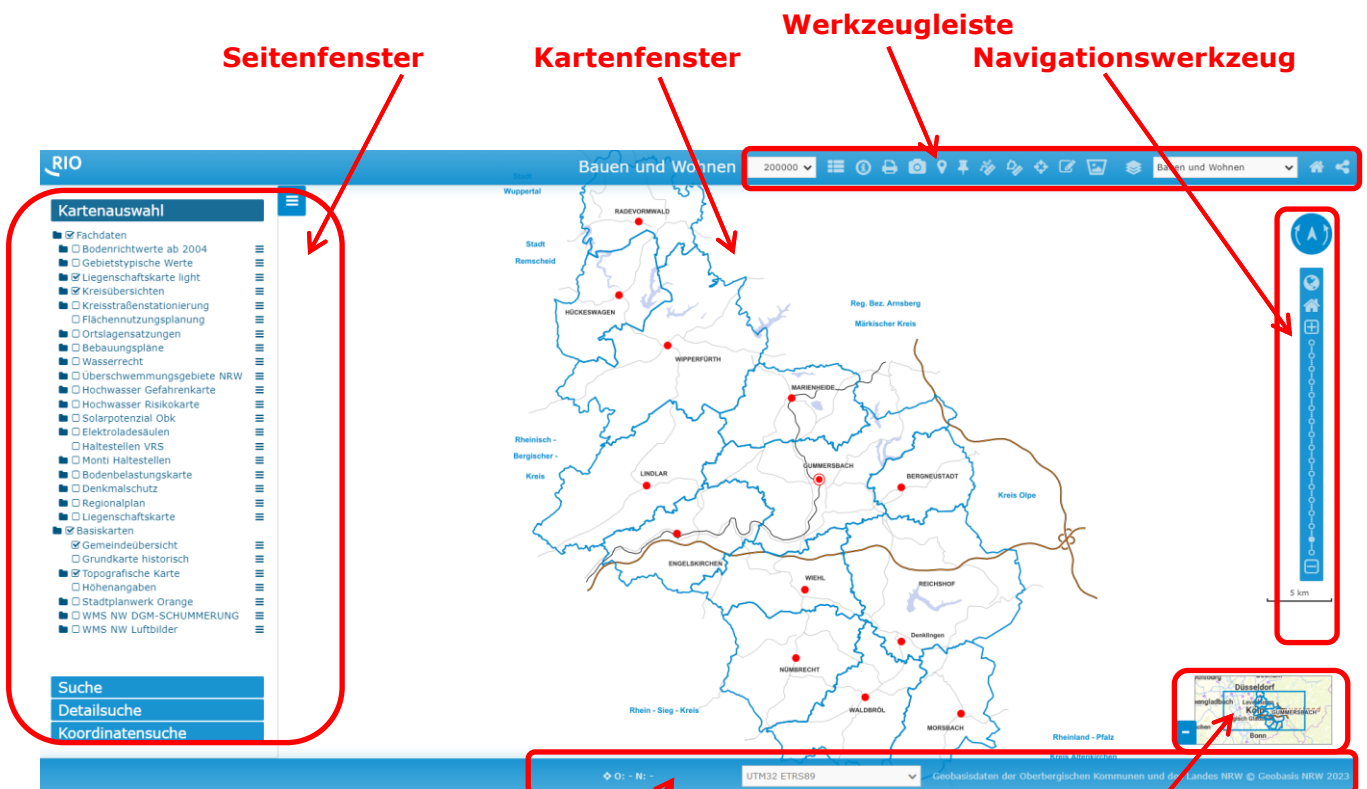 Werkzeugleiste
Seitenfenster Kartenfenster Navigationswerkzeug
RIO
Bauen und Wohnen
200000
Bauen und Wohnen
Kartenauswahl
Fachdaten
Bodenrichtwerte ab 2004
Gebietstypische Werte
Liegenschaftskarte light
Kreisübersichten
Kreisstraßenstationierung
Flächennutzungsplanung
Ortslagensatzungen
Bebauungspläne
Wasserrecht
Überschwemmungsgebiete NRW
Hochwasser Gefahrenkarte
Hochwasser Risikokarte
Solarpotenzial Obk
Elektroladesäulen
Haltestellen VRS
Monti Haltestellen
Bodenbelastungskarte
Denkmalschutz
Regionalplan
Liegenschaftskarte
Basiskarten
Gemeindeübersicht
Grundkarte historisch
Topografische Karte
Höhenangaben
Stadtplanwerk Orange
WMS NW DGM-SCHUMMERUNG
WMS NW Luftbilder
Suche
Detailsuche
Koordinatensuche
Stadt
Wuppertal
RADEVORMWALD
Stadt
Remscheid
HÜCKESWAGEN
Reg. Bez. Arnsberg
Märkischer Kreis
WIPPERFÜRTH
MARIENHEIDE
Rheinisch -
Bergischer -
Kreis
LINDLAR
GUMMERSBACH
BERGNEUSTADT
Kreis Olpe
ENGELSKIRCHEN
WIEHL
REICHSHOF
Denklingen
NÜMBRECHT
Rhein - Sieg - Kreis
WALDBRÖL
MORSBACH
Rheinland - Pfalz
Kreis Altenkirchen
5 km
Düsseldorf
Köln
GUMMERSBACH
Bonn
O: - N: -
UTM32 ETRS89
Geobasisdaten der Oberbergischen Kommunen und des Landes NRW © Geobasis NRW 2023